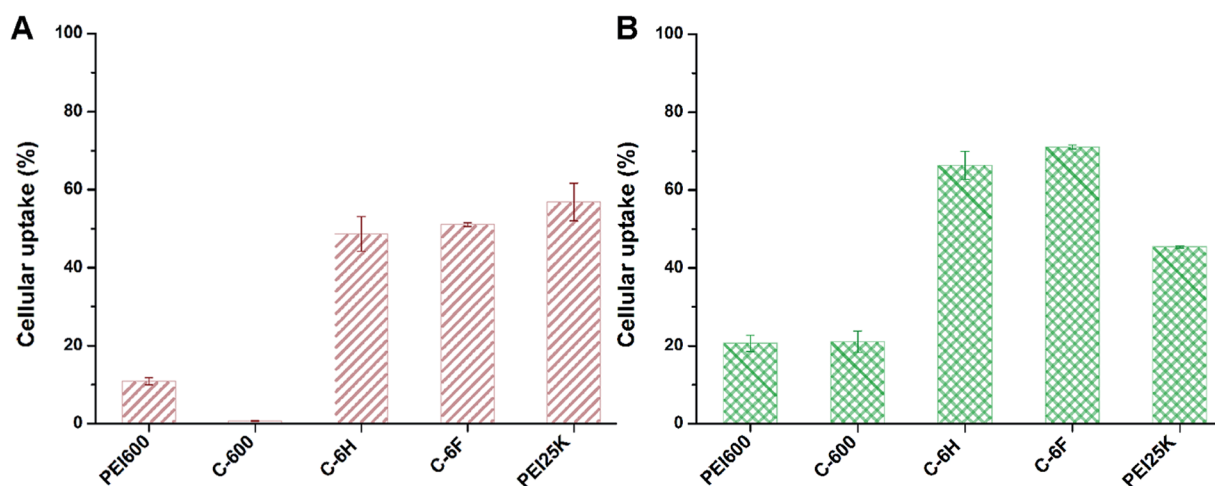 A
Cellular uptake (%)
100
80
60
40
20
0
PEI600
C-600
C-6H
C-6F
PEI25K
B
Cellular uptake (%)
100
80
60
40
20
0
PEI600
C-600
C-6H
C-6F
PEI25K